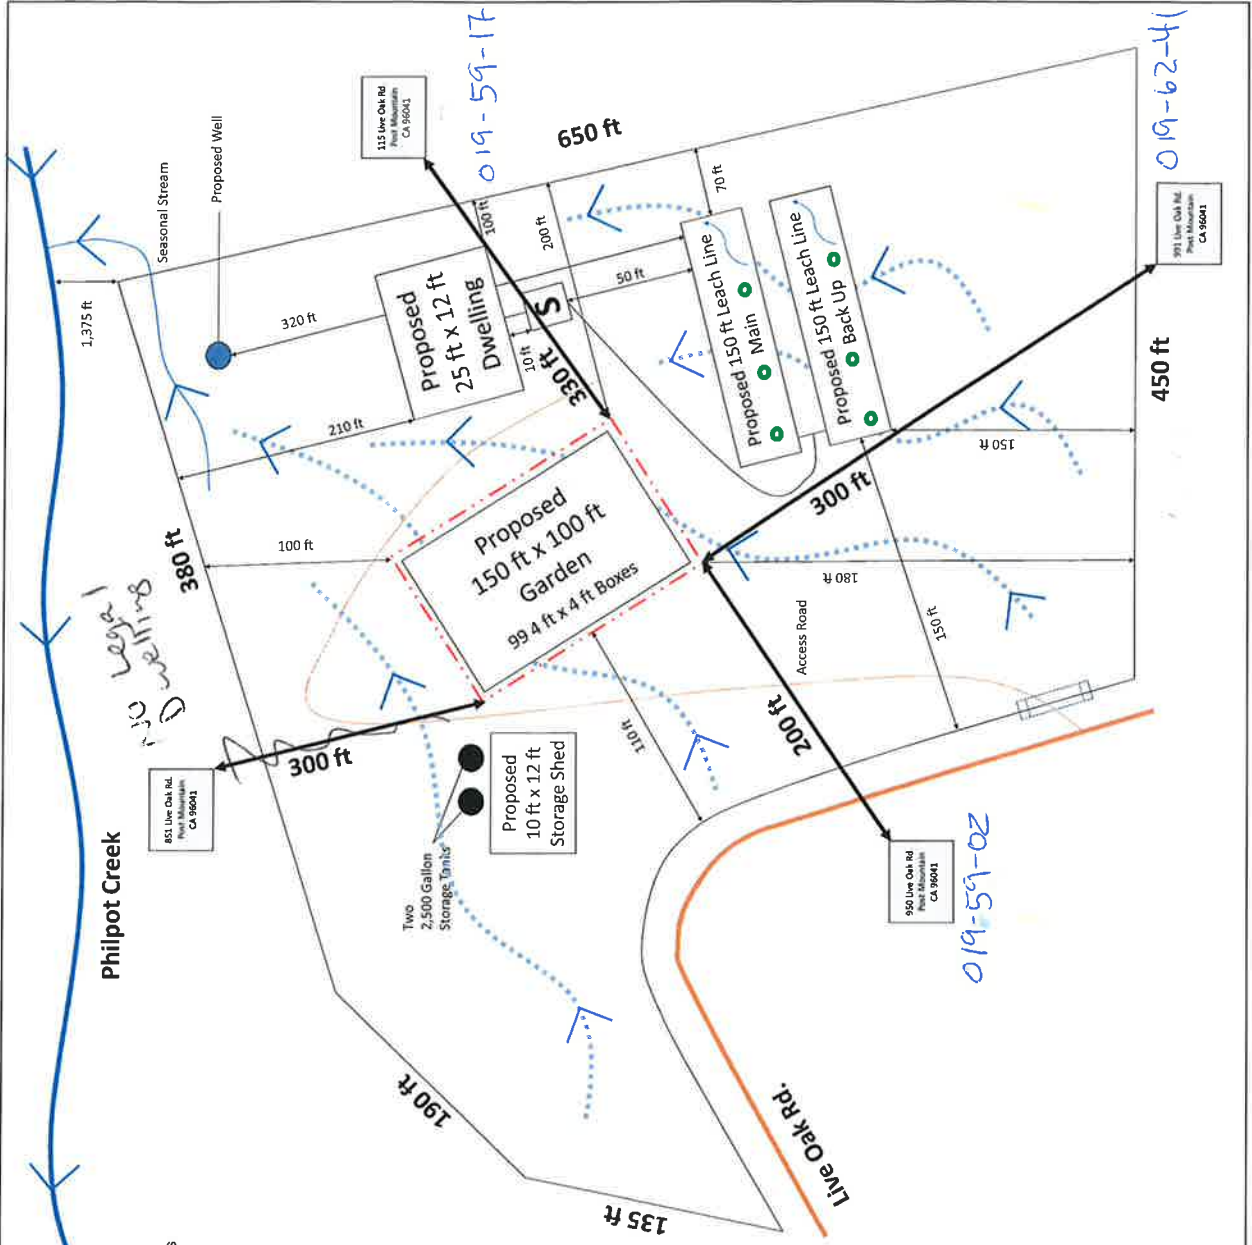 Philpot Creek
1,375 ft
Seasonal Stream
Proposed Well
115 Live Oak Rd
Post Mountain
CA 96041
019-59-17
650 ft
019-62-41
991 Live Oak Rd.
Post Mountain
CA 96041
450 ft
380 ft
NO Legal
Dwelling
851 Live Oak Rd.
Post Mountain
CA 96041
300 ft
320 ft
210 ft
100 ft
Proposed
25 ft x 12 ft
Dwelling
S
10 ft
330 ft
100 ft
200 ft
50 ft
70 ft
Proposed 150 ft Leach Line
Main
Proposed 150 ft Leach Line
Back Up
Proposed
150 ft x 100 ft
Garden
99 4 ft x 4 ft Boxes
300 ft
150 ft
180 ft
150 ft
Access Road
200 ft
110 ft
Proposed
10 ft x 12 ft
Storage Shed
Two
2,500 Gallon
Storage Tanks
950 Live Oak Rd
Post Mountain
CA 96041
019-59-02
190 ft
135 ft
Live Oak Rd.
s